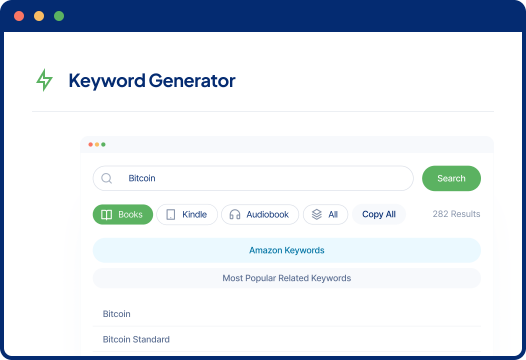 Keyword Generator
Bitcoin
Search
Books Kindle Audiobook All Copy All 282 Results
Amazon Keywords
Most Popular Related Keywords
Bitcoin
Bitcoin Standard